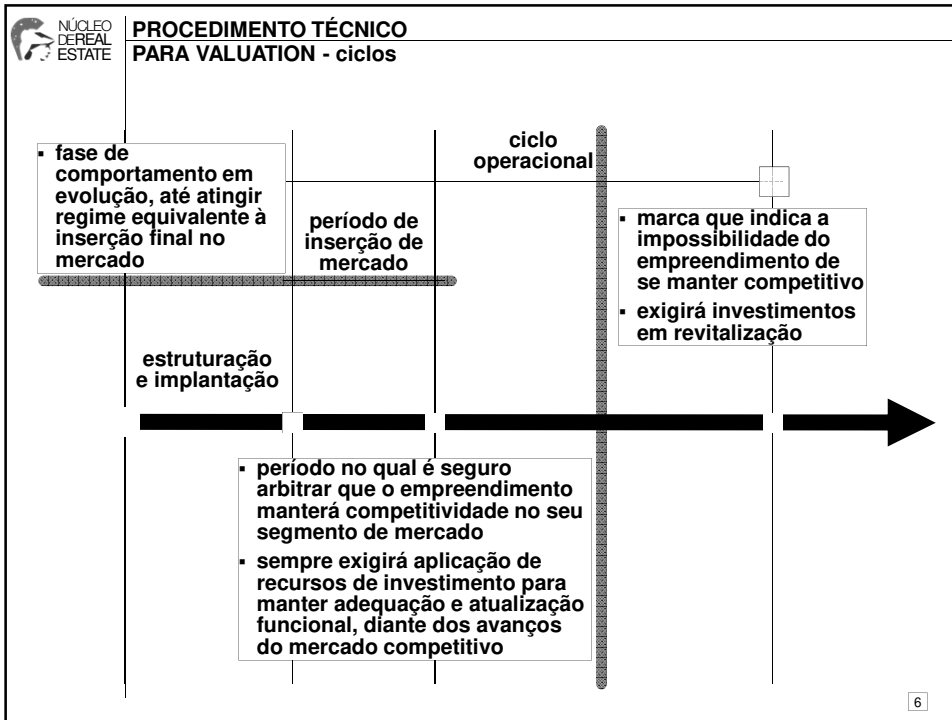 NÚCLEO
DEREAL
ESTATE
PROCEDIMENTO TÉCNICO
PARA VALUATION - ciclos
▪ fase de
comportamento em
evolução, até atingir
regime equivalente à
inserção final no
mercado
período de
inserção de
mercado
ciclo
operacional
▪ marca que indica a
impossibilidade do
empreendimento de
se manter competitivo
▪ exigirá investimentos
em revitalização
estruturação
e implantação
▪ período no qual é seguro
arbitrar que o empreendimento
manterá competitividade no seu
segmento de mercado
▪ sempre exigirá aplicação de
recursos de investimento para
manter adequação e atualização
funcional, diante dos avanços
do mercado competitivo
6